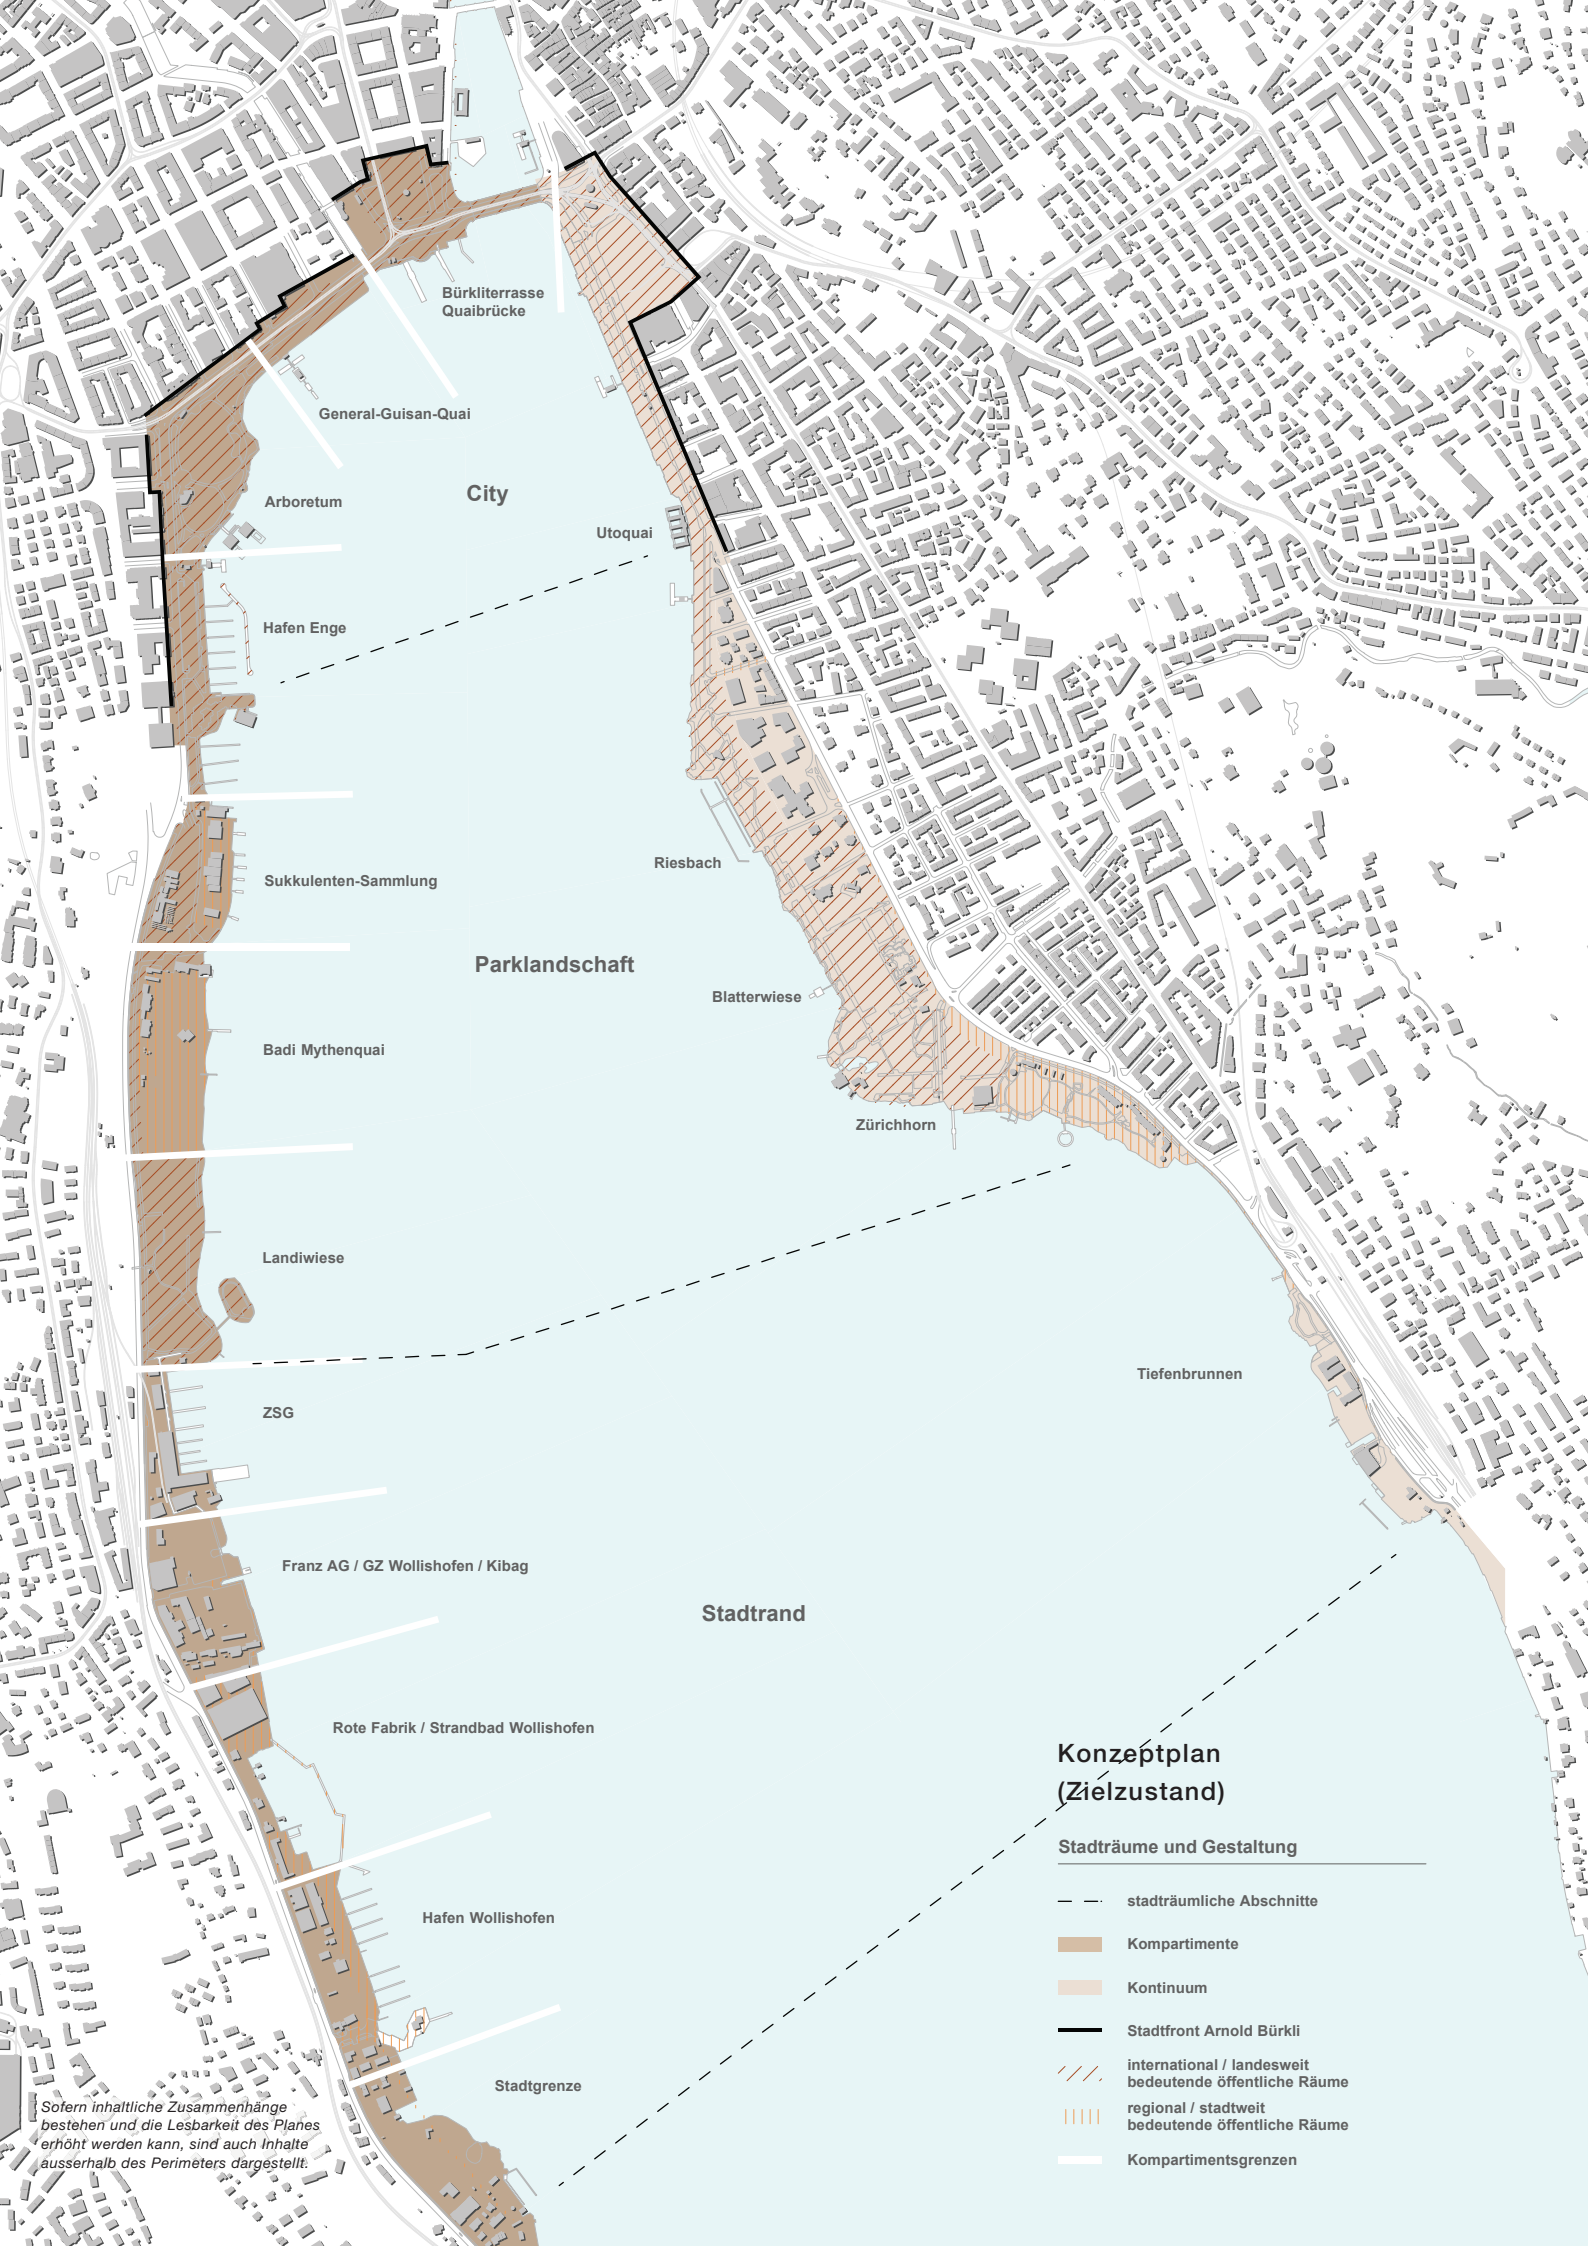 Bürkliterrasse
Quaibrücke
General-Guisan-Quai
City
Arboretum
Utoquai
Hafen Enge
Riesbach
Sukkulenten-Sammlung
Parklandschaft
Blatterwiese
Badi Mythenquai
Zürichhorn
Landiwiese
Tiefenbrunnen
ZSG
Franz AG / GZ Wollishofen / Kibag
Stadtrand
Rote Fabrik / Strandbad Wollishofen
Hafen Wollishofen
Stadtgrenze
Konzeptplan
(Zielzustand)
Stadträume und Gestaltung
stadträumliche Abschnitte
Kompartimente
Kontinuum
Stadtfront Arnold Bürkli
international / landesweit
bedeutende öffentliche Räume
regional / stadtweit
bedeutende öffentliche Räume
Kompartimentsgrenzen
Sofern inhaltliche Zusammenhänge
bestehen und die Lesbarkeit des Planes
erhöht werden kann, sind auch Inhalte
ausserhalb des Perimeters dargestellt.